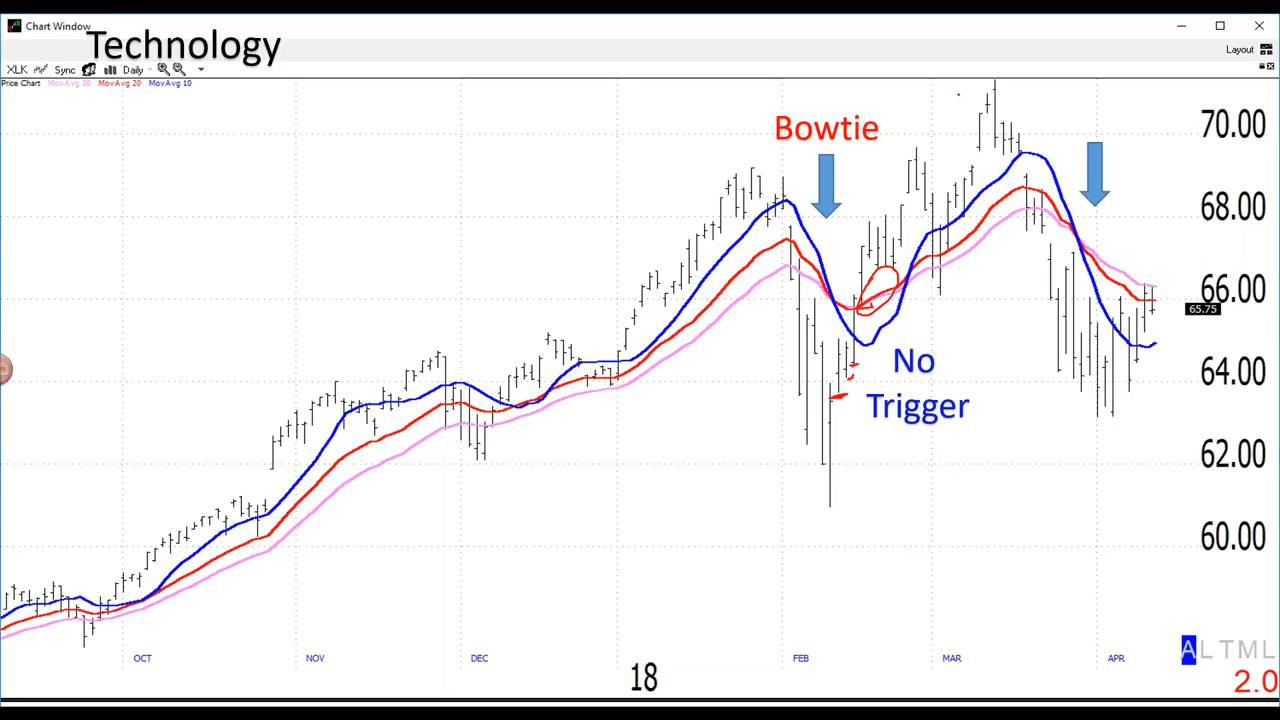 Chart Window
Technology
Layout
XLK Sync Daily
Price Chart MovAvg 30 MovAvg 20 MovAvg 10
70.00
Bowtie
68.00
66.00
65.75
No
Trigger
64.00
62.00
60.00
OCT NOV DEC FEB MAR APR
18
ALTML
2.0